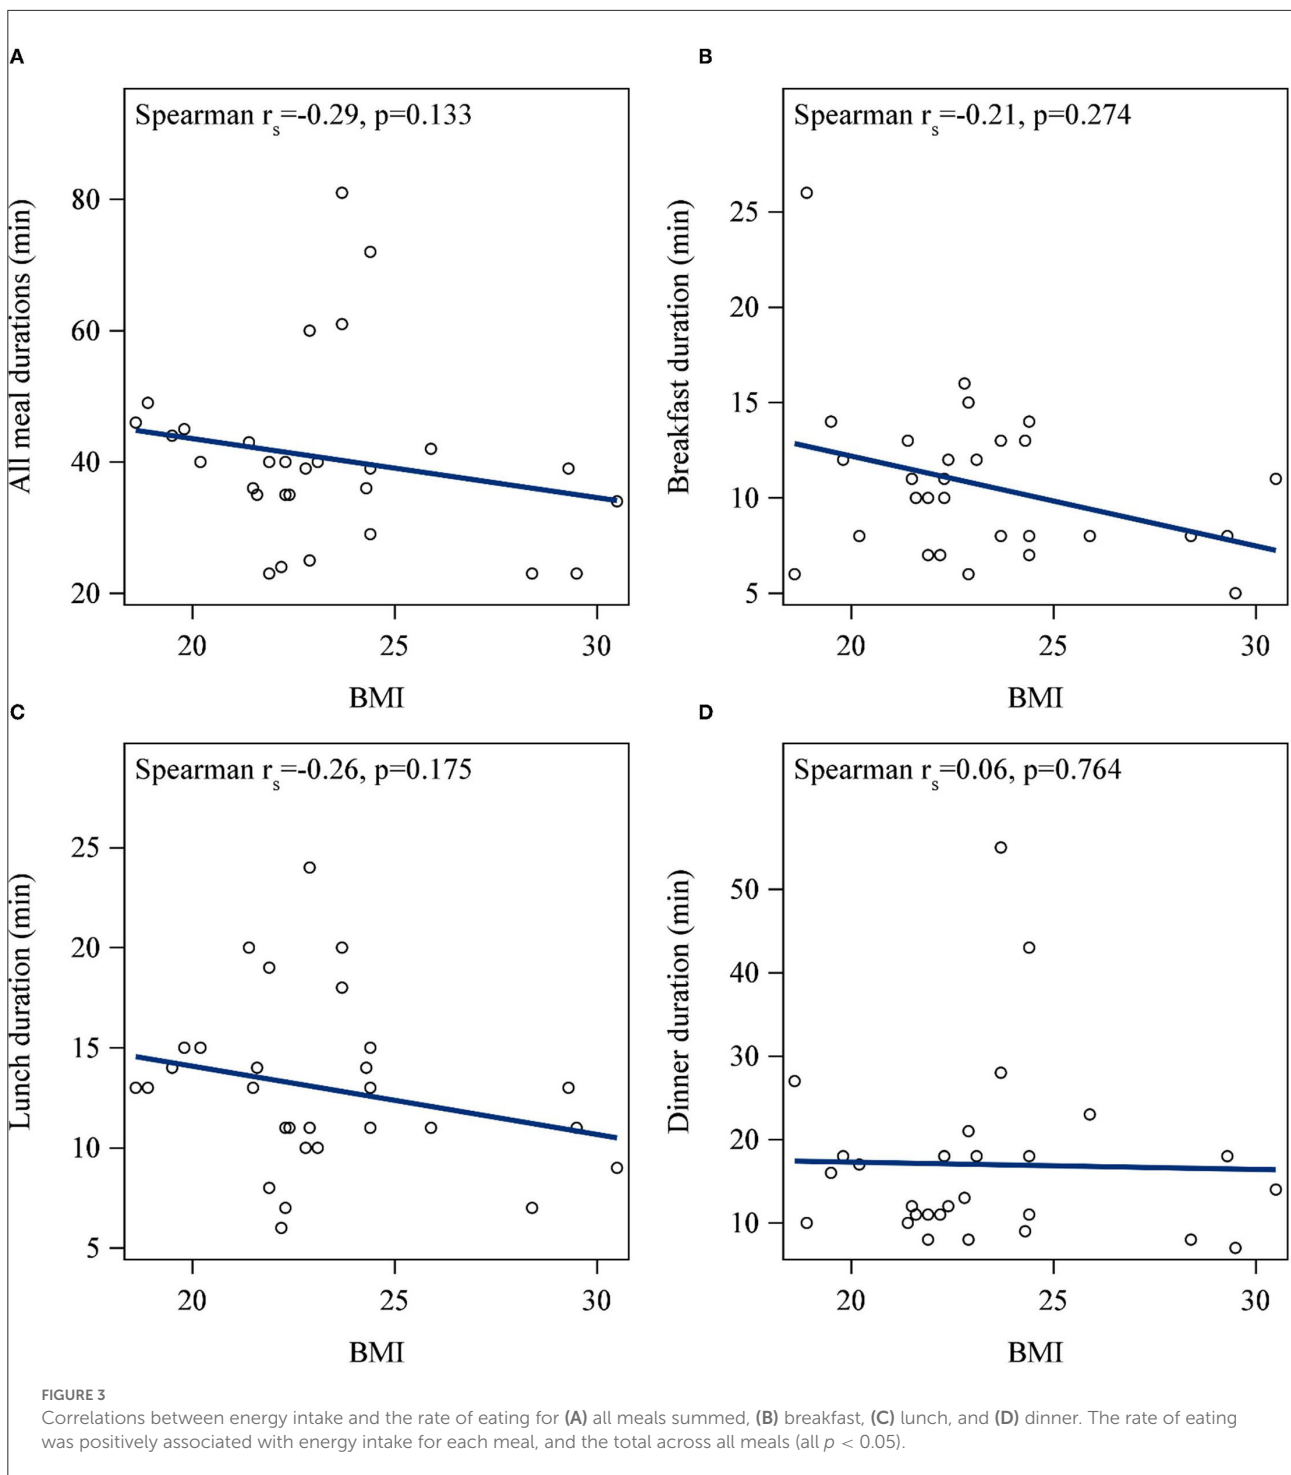 A
Spearman rs=-0.29, p=0.133
All meal durations (min)
80
60
40
20
20 25 30
BMI
B
Spearman rs=-0.21, p=0.274
Breakfast duration (min)
25
20
15
10
5
20 25 30
BMI
C
Spearman rs=-0.26, p=0.175
Lunch duration (min)
25
20
15
10
5
20 25 30
BMI
D
Spearman rs=0.06, p=0.764
Dinner duration (min)
50
40
30
20
10
20 25 30
BMI
FIGURE 3
Correlations between energy intake and the rate of eating for (A) all meals summed, (B) breakfast, (C) lunch, and (D) dinner. The rate of eating
was positively associated with energy intake for each meal, and the total across all meals (all p < 0.05).